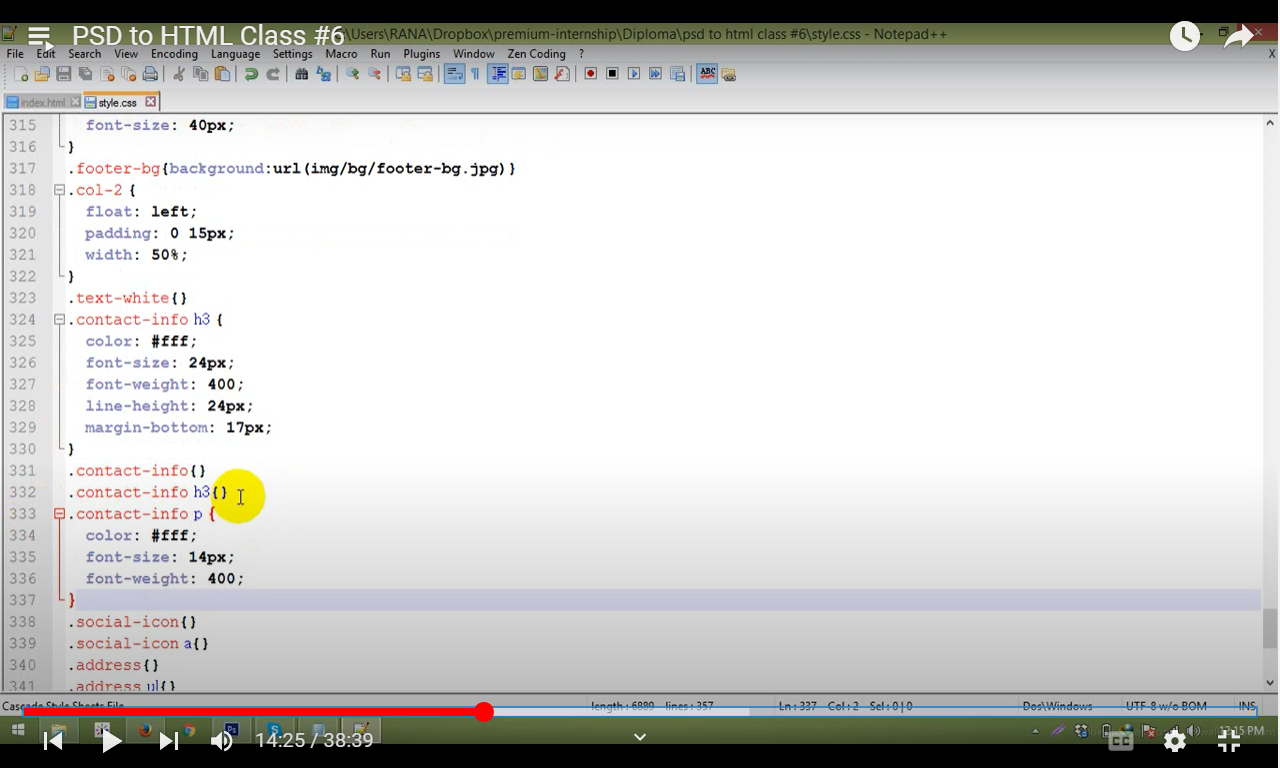 PSD to HTML Class #6
\Users\RANA\Dropbox\premium-internship\Diploma\psd to html class #6\style.css - Notepad++
File Edit Search View Encoding Language Settings Macro Run Plugins Window Zen Coding ? X
index.html style.css
315 font-size: 40px;
316 }
317 .footer-bg{background:url(img/bg/footer-bg.jpg)}
318 .col-2 {
319 float: left;
320 padding: 0 15px;
321 width: 50%;
322 }
323 .text-white{}
324 .contact-info h3 {
325 color: #fff;
326 font-size: 24px;
327 font-weight: 400;
328 line-height: 24px;
329 margin-bottom: 17px;
330 }
331 .contact-info{}
332 .contact-info h3{}
333 .contact-info p {
334 color: #fff;
335 font-size: 14px;
336 font-weight: 400;
337 }
338 .social-icon{}
339 .social-icon a{}
340 .address{}
341 .address ul{}
Cascade Style Sheets File length : 6889 lines : 357 Ln : 337 Col : 2 Sel : 0 | 0 Dos\Windows UTF-8 w/o BOM INS
14:25 / 38:39 CC 12:15 PM